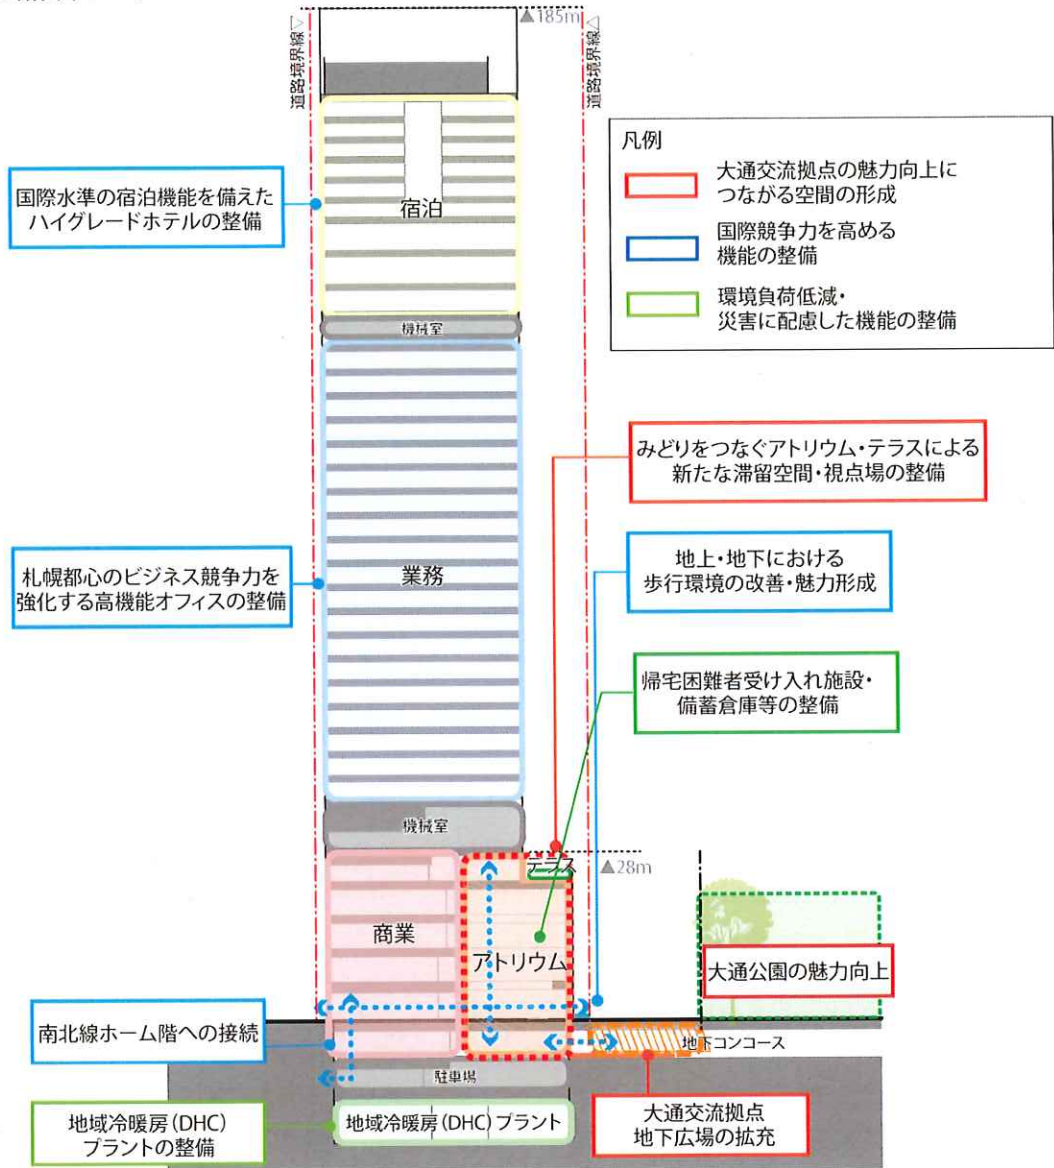 ▲185m
道路境界線▷
道路境界線◁
凡例
大通交流拠点の魅力向上に
つながる空間の形成
国際競争力を高める
機能の整備
環境負荷低減・
災害に配慮した機能の整備
国際水準の宿泊機能を備えた
ハイグレードホテルの整備
宿泊
機械室
みどりをつなぐアトリウム・テラスによる
新たな滞留空間・視点場の整備
札幌都心のビジネス競争力を
強化する高機能オフィスの整備
業務
地上・地下における
歩行環境の改善・魅力形成
帰宅困難者受け入れ施設・
備蓄倉庫等の整備
機械室
テラス
▲28m
商業
アトリウム
大通公園の魅力向上
南北線ホーム階への接続
地下コンコース
駐車場
地域冷暖房(DHC)
プラントの整備
地域冷暖房(DHC)プラント
大通交流拠点
地下広場の拡充